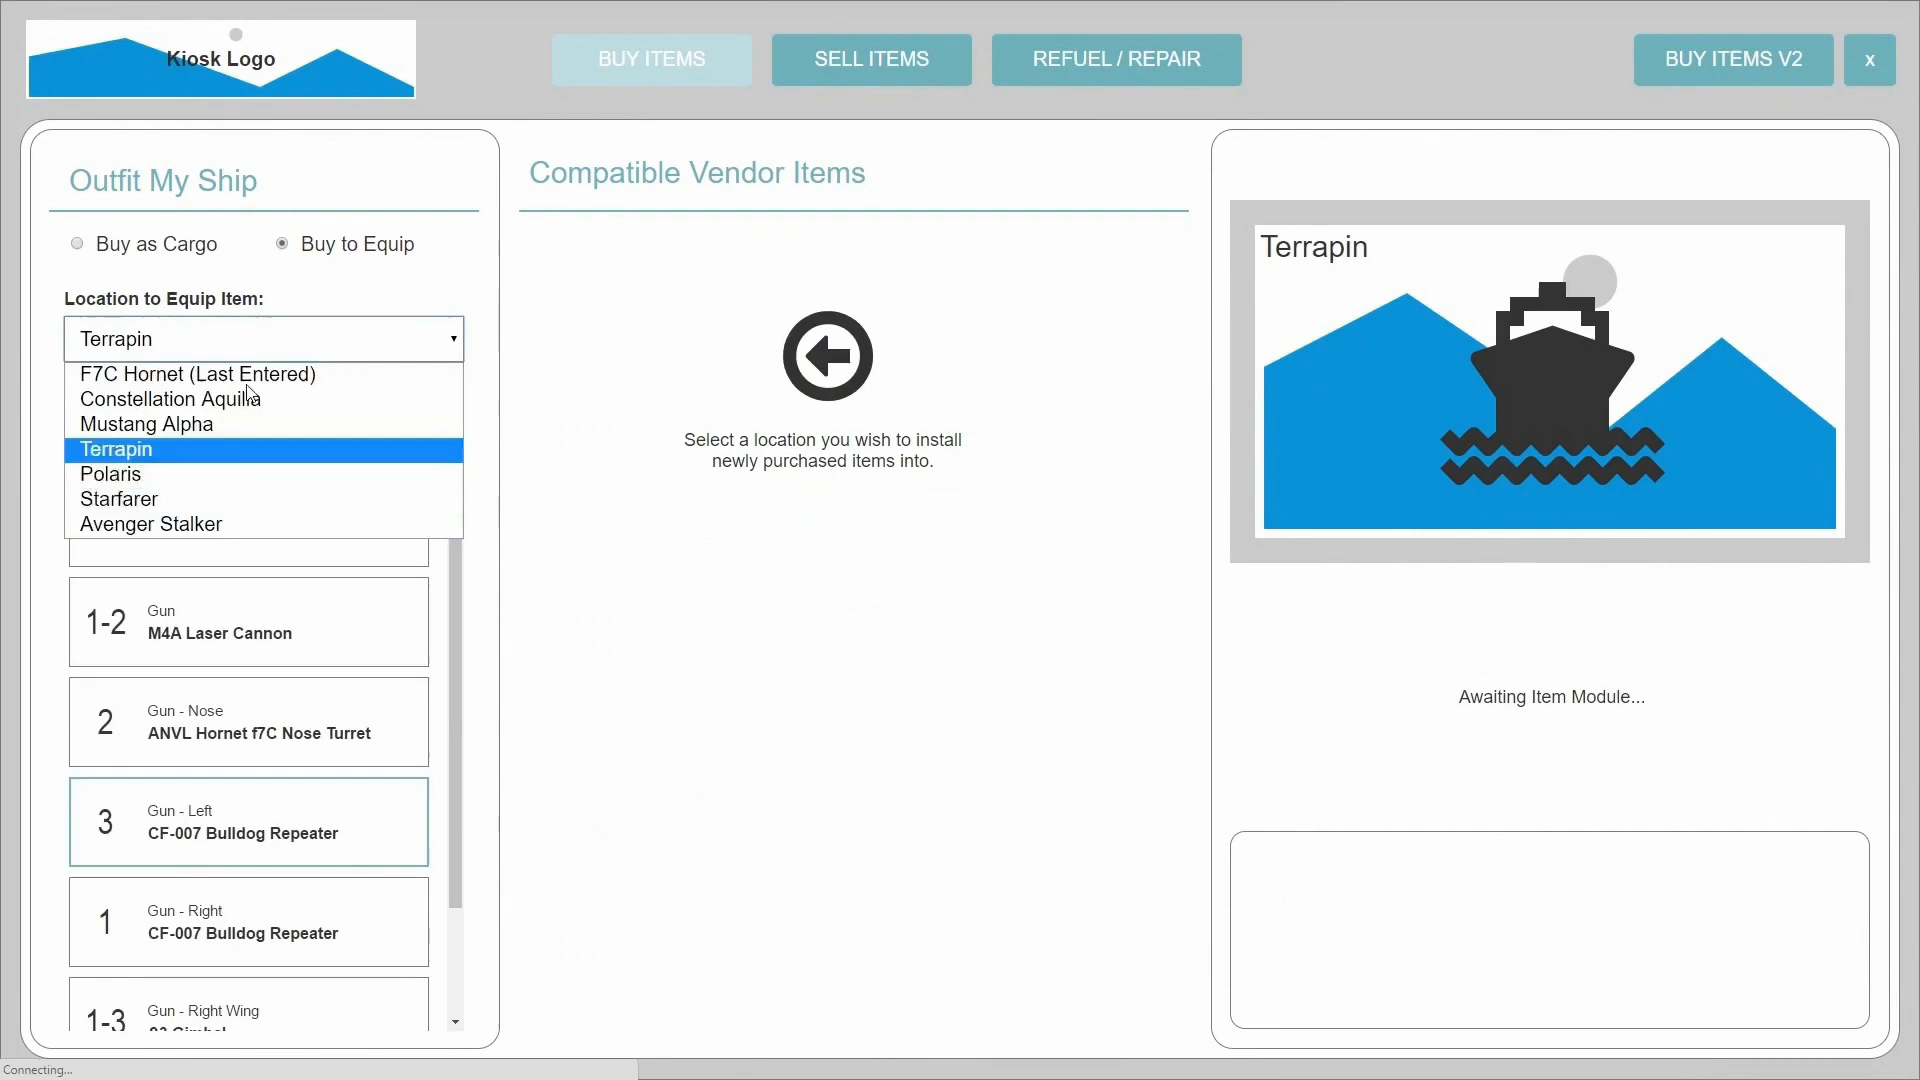 Kiosk Logo
BUY ITEMS
SELL ITEMS
REFUEL / REPAIR
BUY ITEMS V2
x
Outfit My Ship
Buy as Cargo
Buy to Equip
Location to Equip Item:
Terrapin
F7C Hornet (Last Entered)
Constellation Aquilla
Mustang Alpha
Terrapin
Polaris
Starfarer
Avenger Stalker
1-2
Gun
M4A Laser Cannon
2
Gun - Nose
ANVL Hornet f7C Nose Turret
3
Gun - Left
CF-007 Bulldog Repeater
1
Gun - Right
CF-007 Bulldog Repeater
1-3
Gun - Right Wing
Compatible Vendor Items
Select a location you wish to install
newly purchased items into.
Terrapin
Awaiting Item Module...
Connecting...